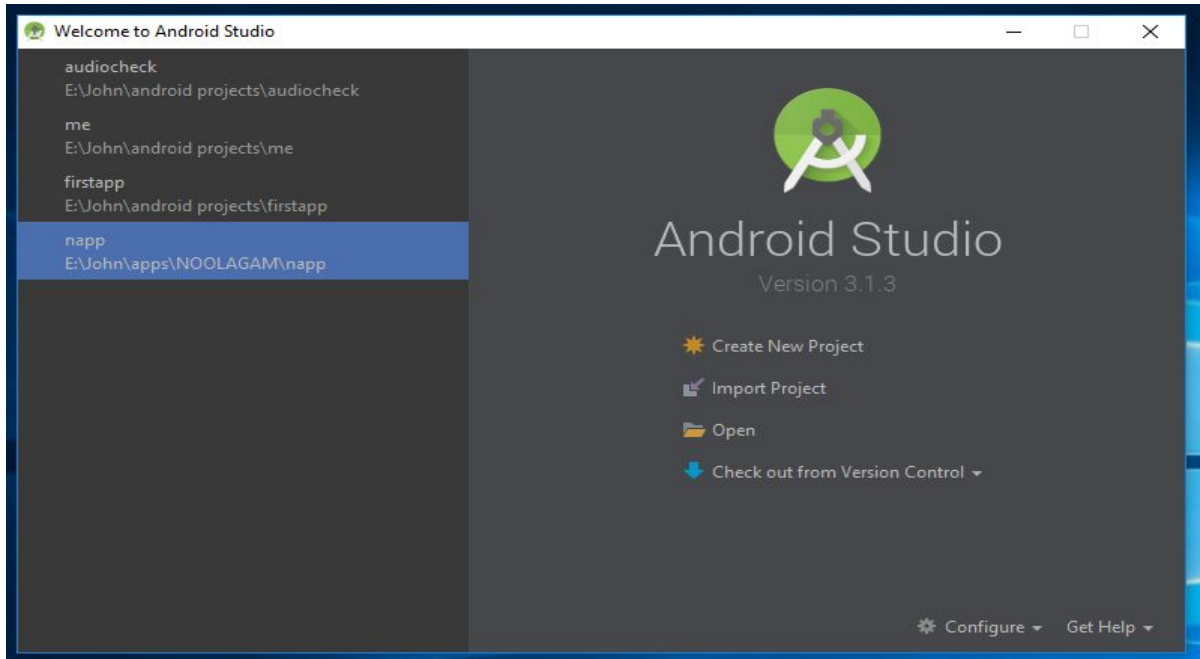 Welcome to Android Studio
audiocheck
E:\John\android projects\audiocheck
me
E:\John\android projects\me
firstapp
E:\John\android projects\firstapp
napp
E:\John\apps\NOOLAGAM\napp
Android Studio
Version 3.1.3
Create New Project
Import Project
Open
Check out from Version Control
Configure
Get Help